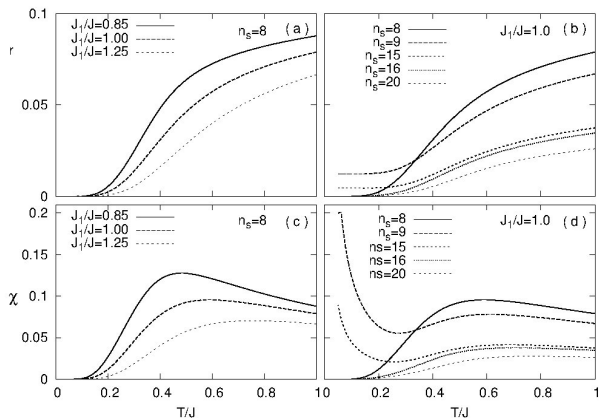 J₁/J=0.85
J₁/J=1.00
J₁/J=1.25
nₛ=8
(a)
0.1
r
0.05
0
nₛ=8
nₛ=9
nₛ=15
nₛ=16
nₛ=20
J₁/J=1.0
(b)
J₁/J=0.85
J₁/J=1.00
J₁/J=1.25
nₛ=8
(c)
0.2
0.15
χ
0.1
0.05
0
0 0.2 0.4 0.6 0.8
T/J
nₛ=8
nₛ=9
ns=15
ns=16
ns=20
J₁/J=1.0
(d)
10 0.2 0.4 0.6 0.8 1
T/J